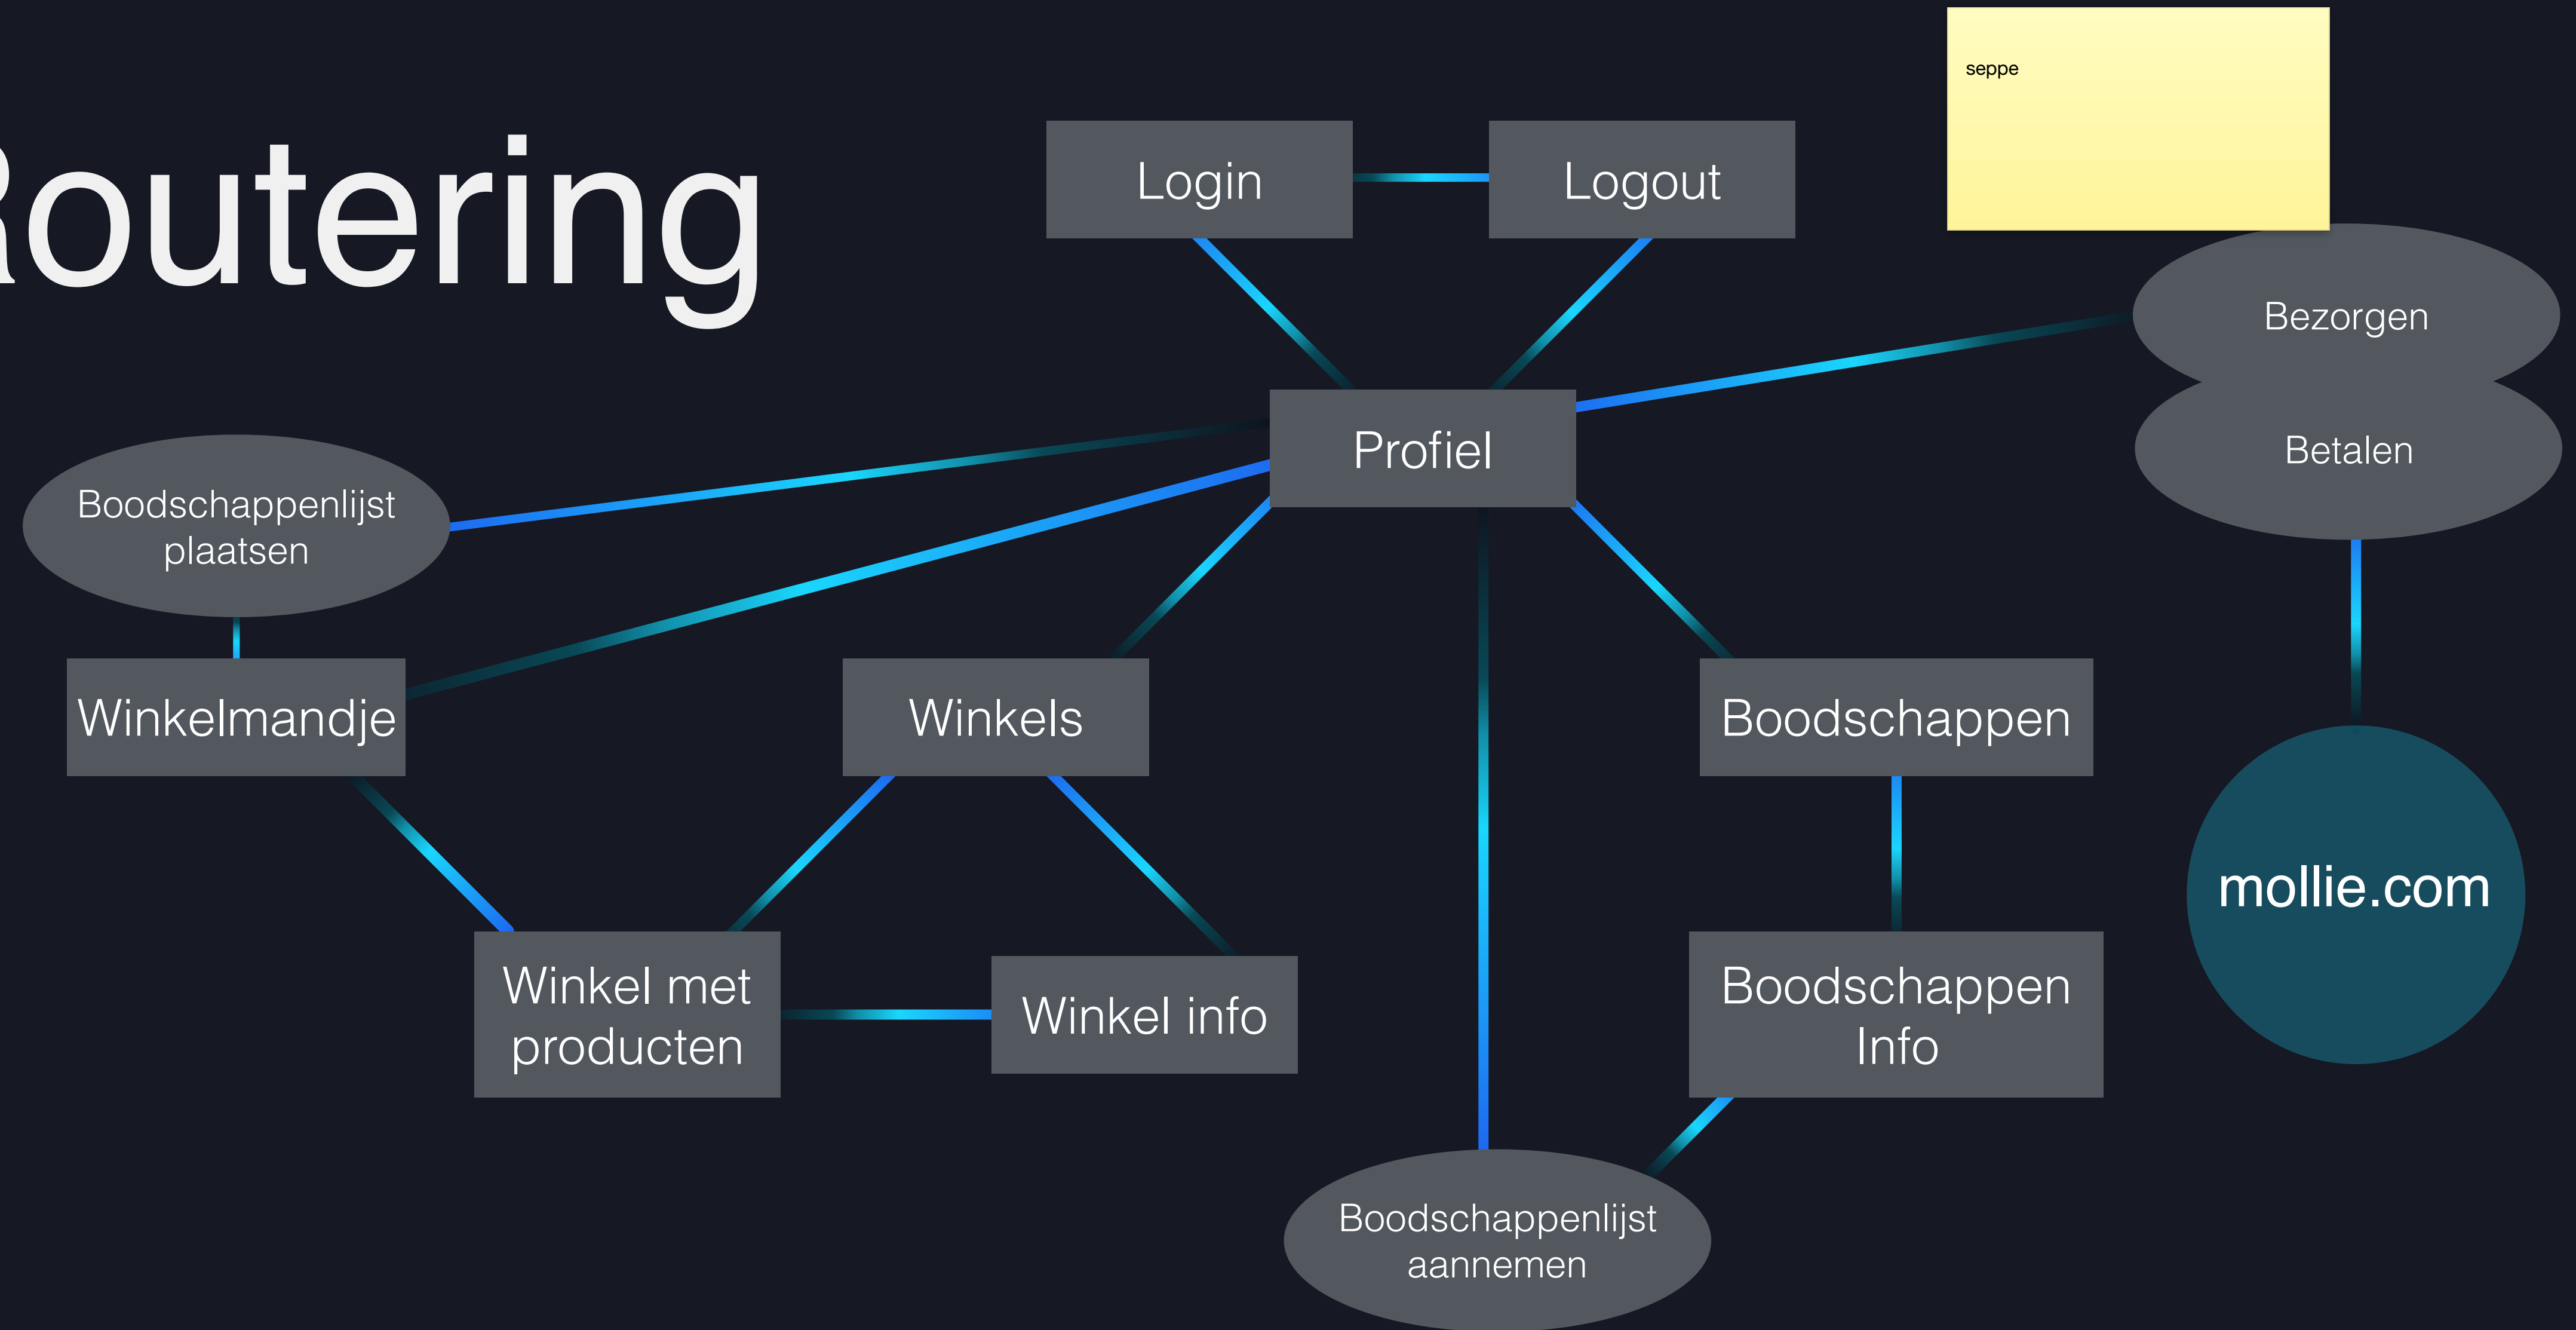 Routering
seppe
Login
Logout
Bezorgen
Profiel
Betalen
Boodschappenlijst
plaatsen
Winkelmandje
Winkels
Boodschappen
mollie.com
Winkel met
producten
Winkel info
Boodschappen
Info
Boodschappenlijst
aannemen